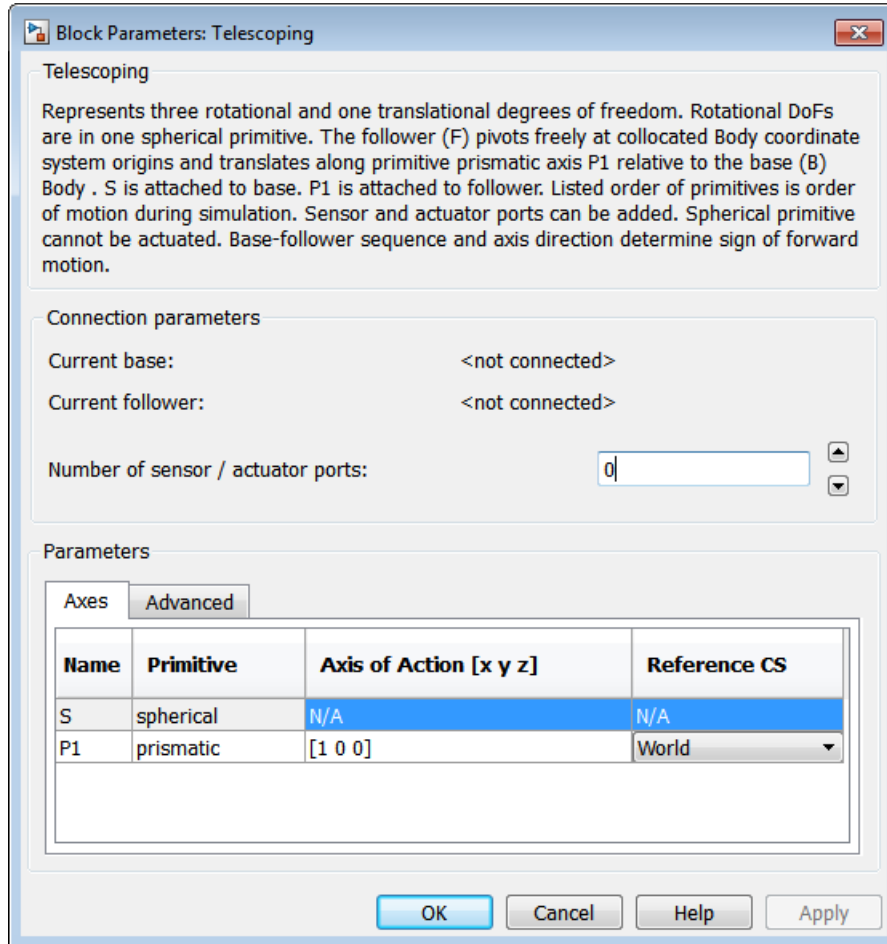 Block Parameters: Telescoping
Telescoping
Represents three rotational and one translational degrees of freedom. Rotational DoFs
are in one spherical primitive. The follower (F) pivots freely at collocated Body coordinate
system origins and translates along primitive prismatic axis P1 relative to the base (B)
Body . S is attached to base. P1 is attached to follower. Listed order of primitives is order
of motion during simulation. Sensor and actuator ports can be added. Spherical primitive
cannot be actuated. Base-follower sequence and axis direction determine sign of forward
motion.
Connection parameters
Current base: <not connected>
Current follower: <not connected>
Number of sensor / actuator ports: 0
Parameters
Axes Advanced
Name Primitive Axis of Action [x y z] Reference CS
S spherical N/A N/A
P1 prismatic [1 0 0] World
OK Cancel Help Apply